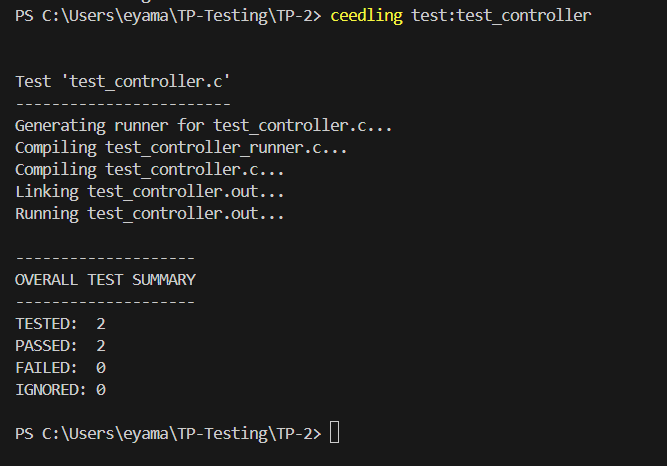 PS C:\Users\eyama\TP-Testing\TP-2> ceedling test:test_controller
Test 'test_controller.c'
------------------------
Generating runner for test_controller.c...
Compiling test_controller_runner.c...
Compiling test_controller.c...
Linking test_controller.out...
Running test_controller.out...
--------------------
OVERALL TEST SUMMARY
--------------------
TESTED:  2
PASSED:  2
FAILED:  0
IGNORED: 0
PS C:\Users\eyama\TP-Testing\TP-2>